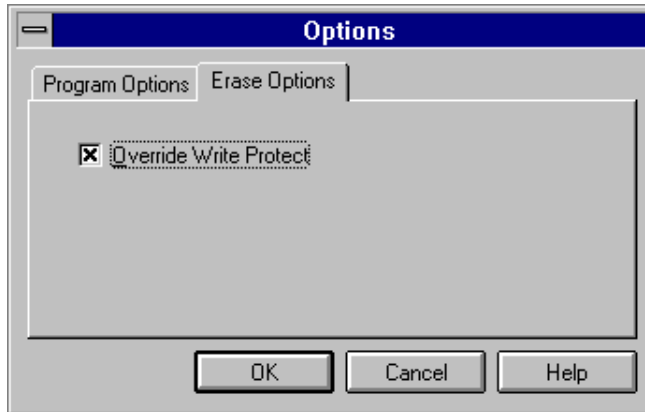 Options
Program Options Erase Options
Override Write Protect
OK Cancel Help